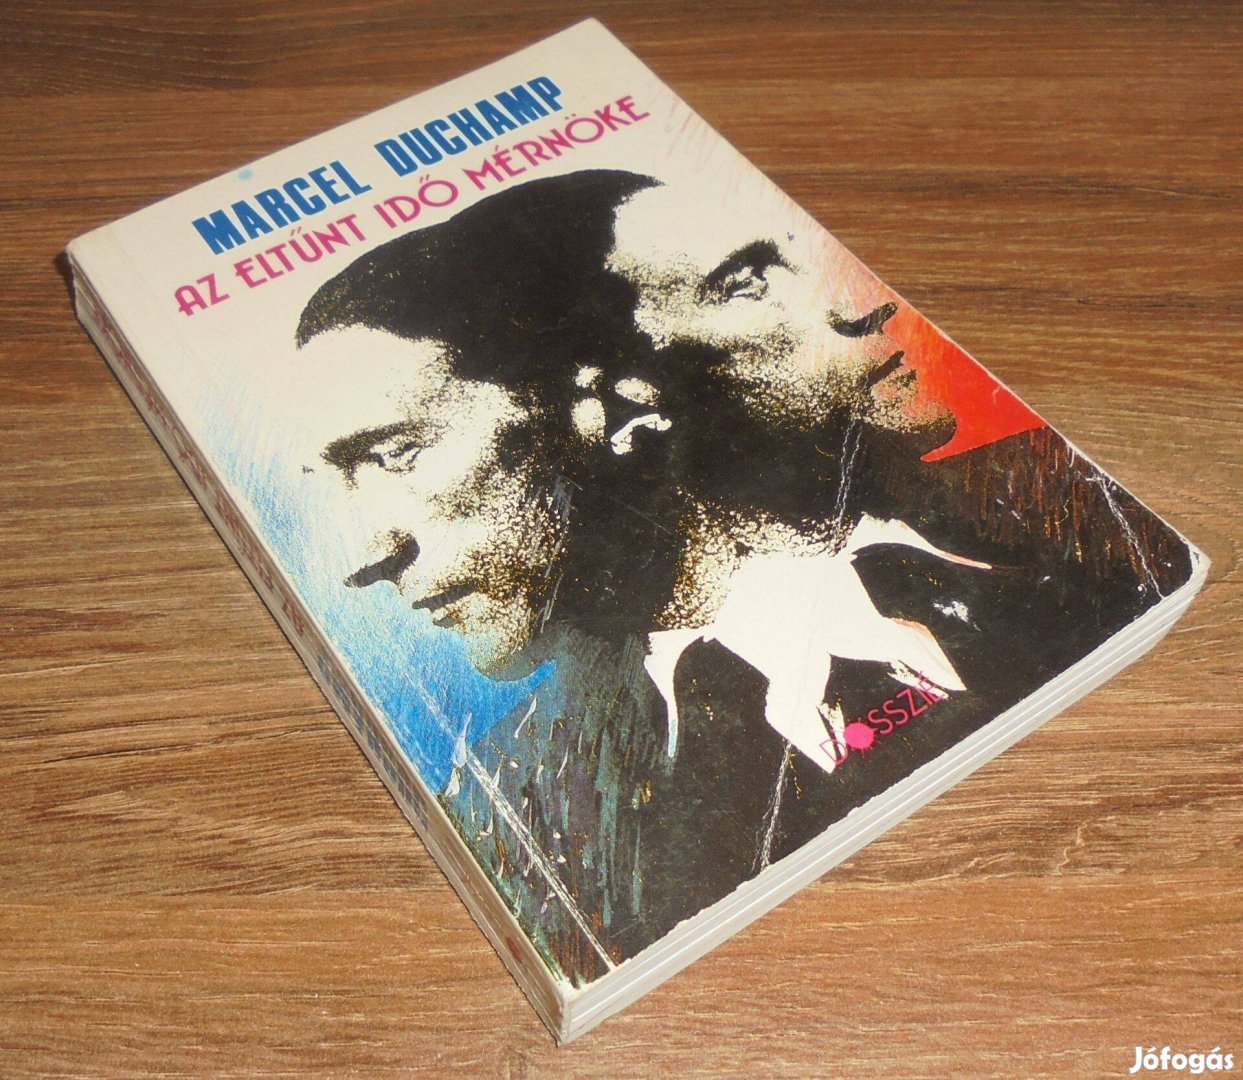 MARCEL DUCHAMP
AZ ELTŰNT IDŐ MÉRNÖKE
DOSSZIÉ
Jófogás